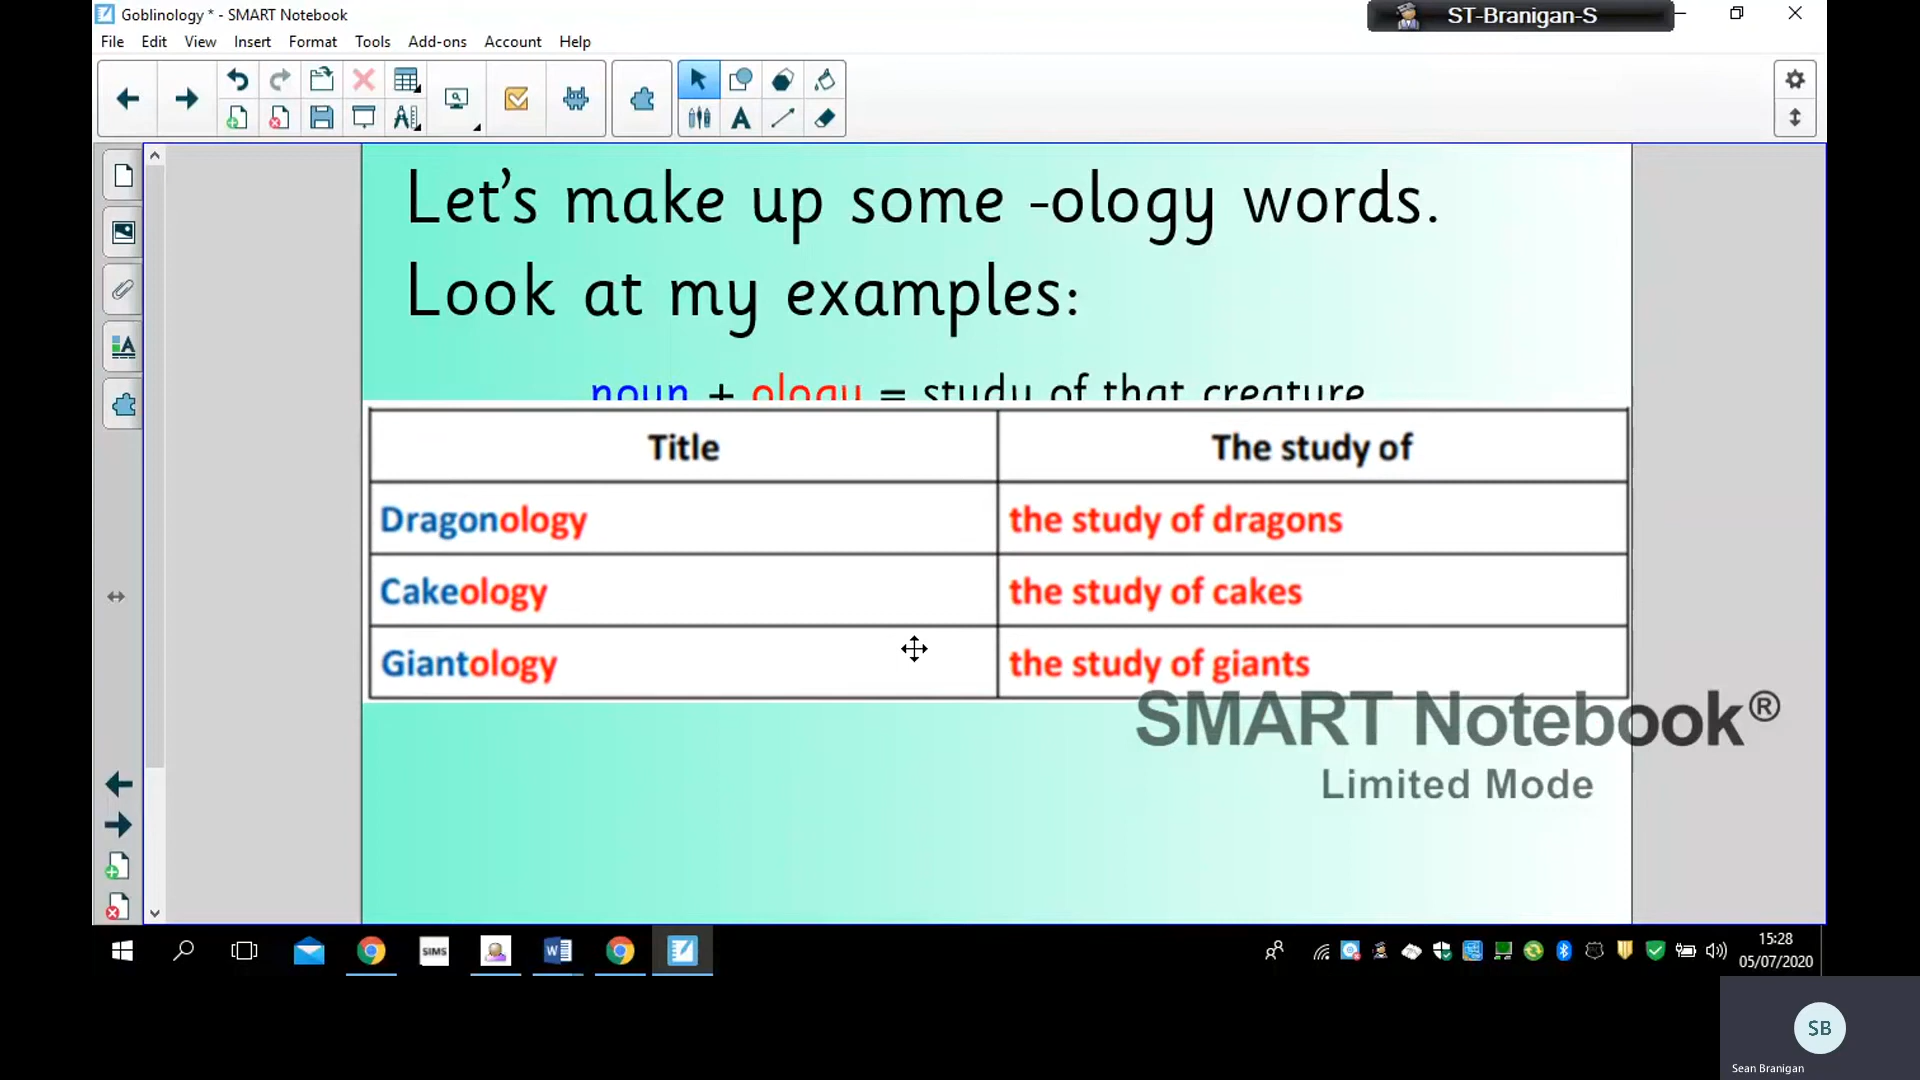 Goblinology * - SMART Notebook
ST-Branigan-S
File Edit View Insert Format Tools Add-ons Account Help
Let's make up some -ology words.
Look at my examples:
noun + ology = study of that creature
Title The study of
Dragonology the study of dragons
Cakeology the study of cakes
Giantology the study of giants
SMART Notebook®
Limited Mode
SIMS
15:28
05/07/2020
SB
Sean Branigan